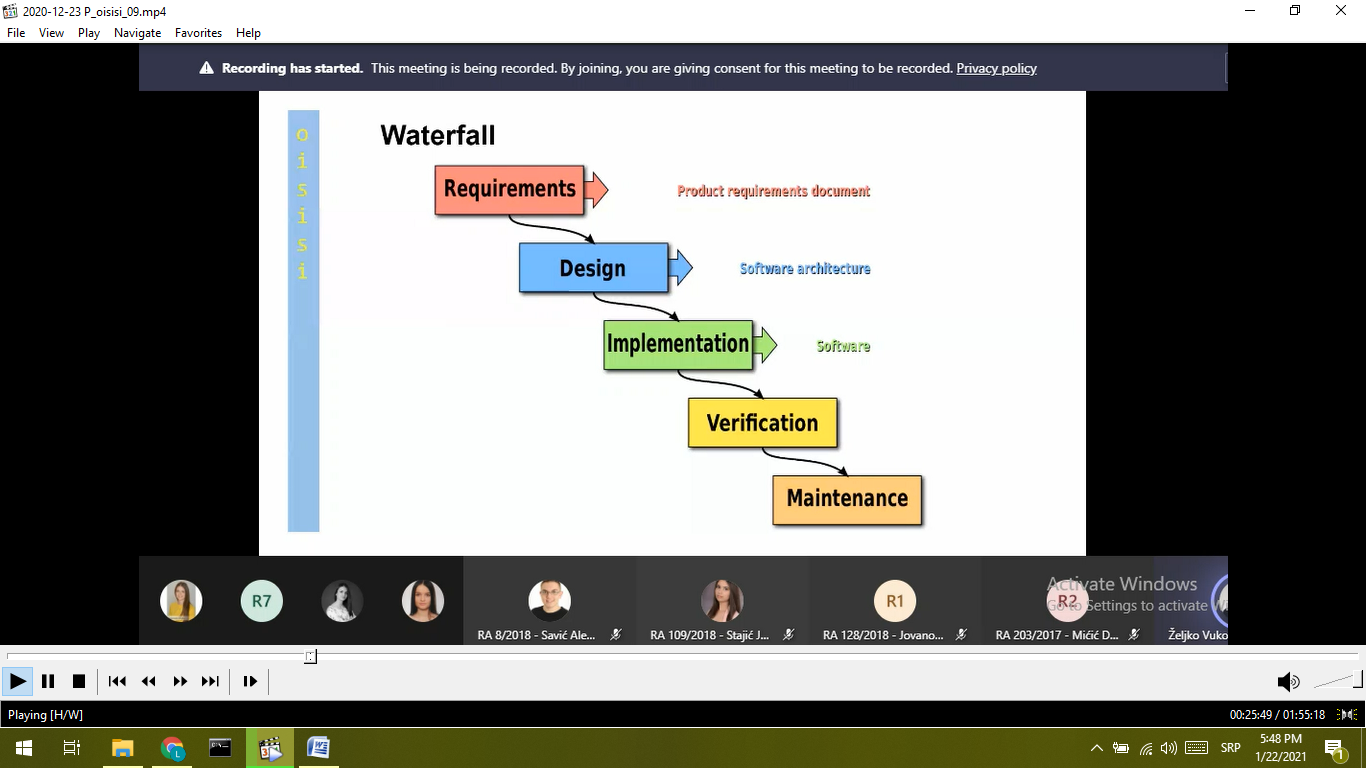 2020-12-23 P_oisisi_09.mp4
File View Play Navigate Favorites Help
Recording has started. This meeting is being recorded. By joining, you are giving consent for this meeting to be recorded. Privacy policy
o
i
s
i
s
i
Waterfall
Requirements
Product requirements document
Design
Software architecture
Implementation
Software
Verification
Maintenance
R7
R1
R2
Activate Windows
Go to Settings to activate
RA 8/2018 - Savić Ale...
RA 109/2018 - Stajić J...
RA 128/2018 - Jovano...
RA 203/2017 - Mićić D...
Željko Vuko
Playing [H/W]
00:25:49 / 01:55:18
SRP
5:48 PM
1/22/2021
1